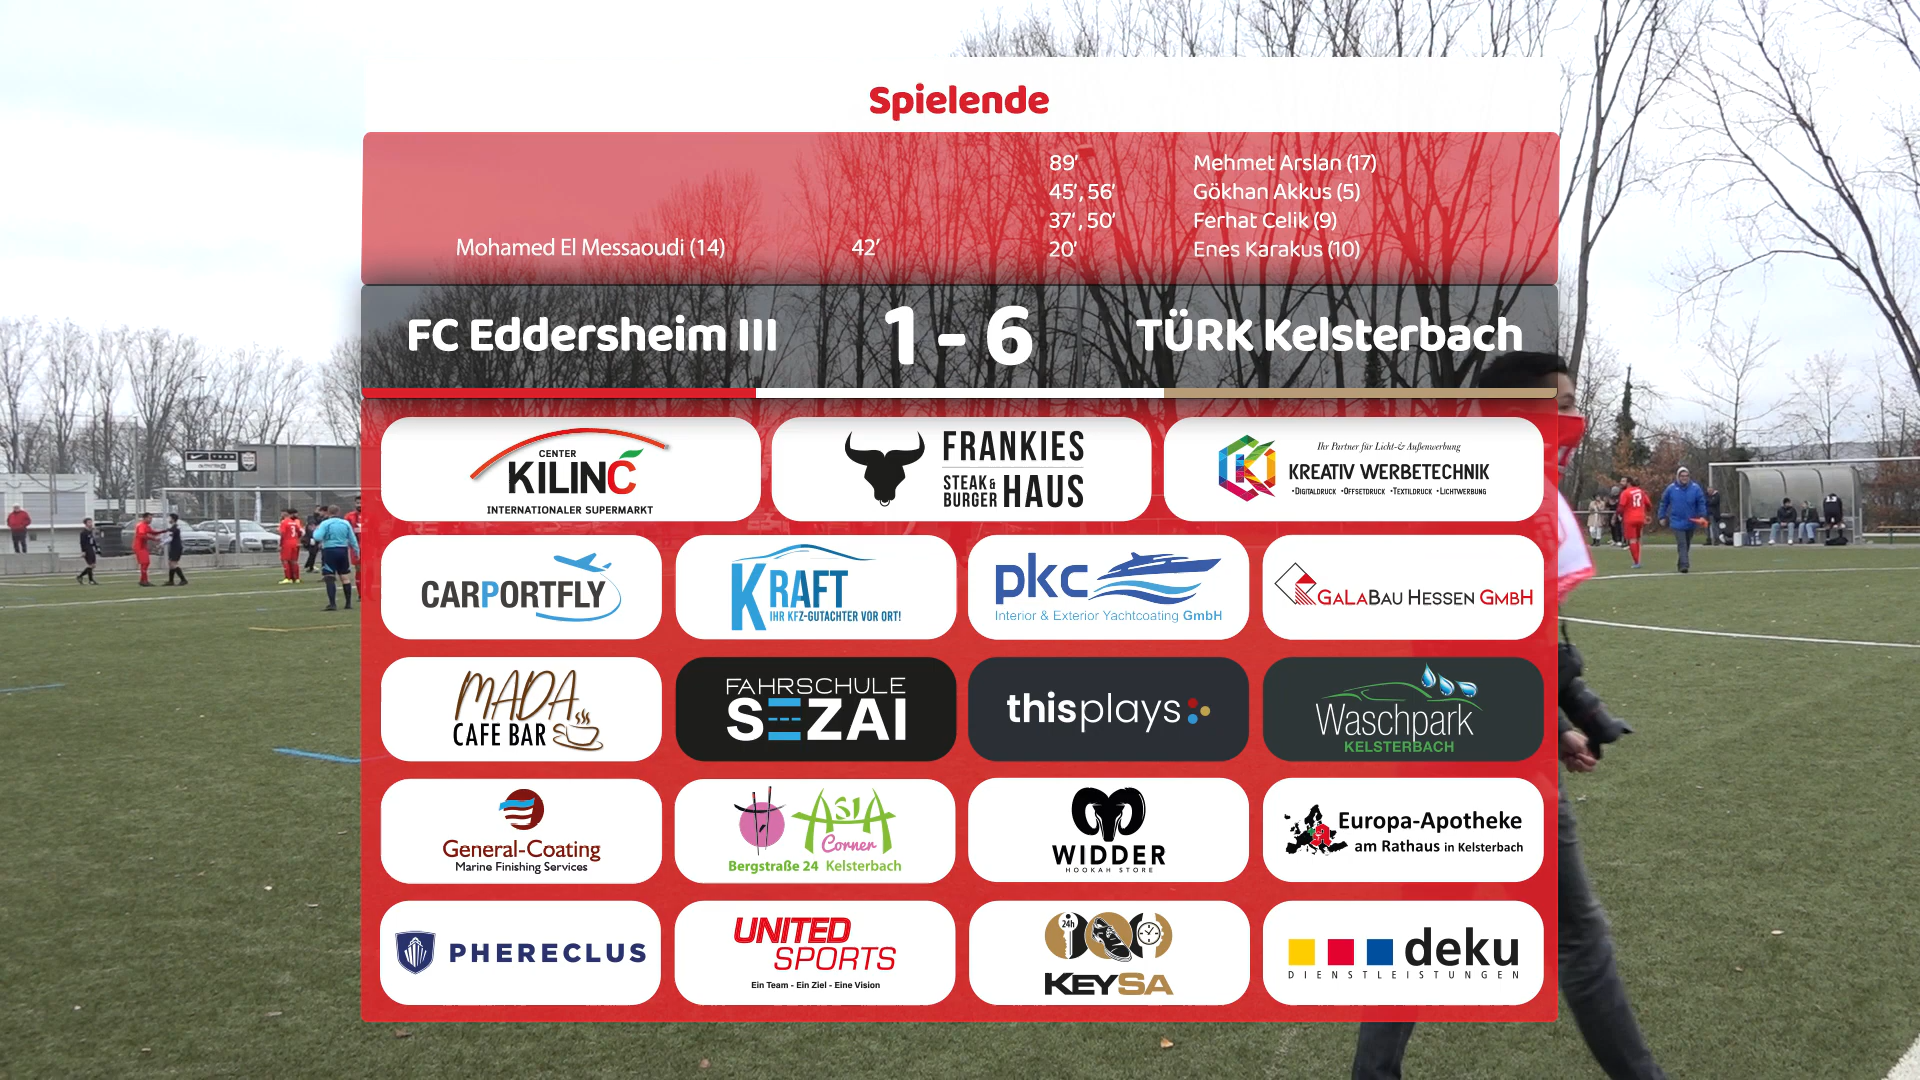 Spielende
89' Mehmet Arslan (17)
45', 56' Gökhan Akkus (5)
37', 50' Ferhat Celik (9)
Mohamed El Messaoudi (14) 42' 20' Enes Karakus (10)
FC Eddersheim III 1 - 6 TÜRK Kelsterbach
CENTER
KILINÇ
INTERNATIONALER SUPERMARKT
FRANKIES
STEAK &
BURGER HAUS
Ihr Partner für Licht-& Außenwerbung
KREATIV WERBETECHNIK
•DIGITALDRUCK •OFFSETDRUCK •TEXTILDRUCK •LICHTWERBUNG
CARPORTFLY
KRAFT
IHR KFZ-GUTACHTER VOR ORT!
pkc
Interior & Exterior Yachtcoating GmbH
GALABAU HESSEN GMBH
MADA
CAFE BAR
FAHRSCHULE
SEZAI
thisplays
Waschpark
KELSTERBACH
General-Coating
Marine Finishing Services
ASIA
Corner
Bergstraße 24 Kelsterbach
WIDDER
HOOKAH STORE
Europa-Apotheke
am Rathaus in Kelsterbach
PHERECLUS
UNITED
SPORTS
Ein Team - Ein Ziel - Eine Vision
24h
KEYSA
deku
DIENSTLEISTUNGEN